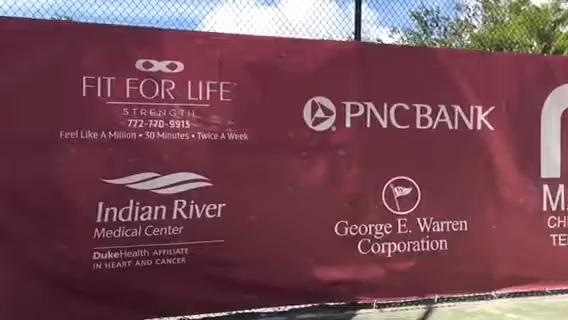 FIT FOR LIFE
STRENGTH
772-770-9915
Feel Like A Million • 30 Minutes • Twice A Week
PNC BANK
Indian River
Medical Center
DukeHealth AFFILIATE
IN HEART AND CANCER
George E. Warren
Corporation